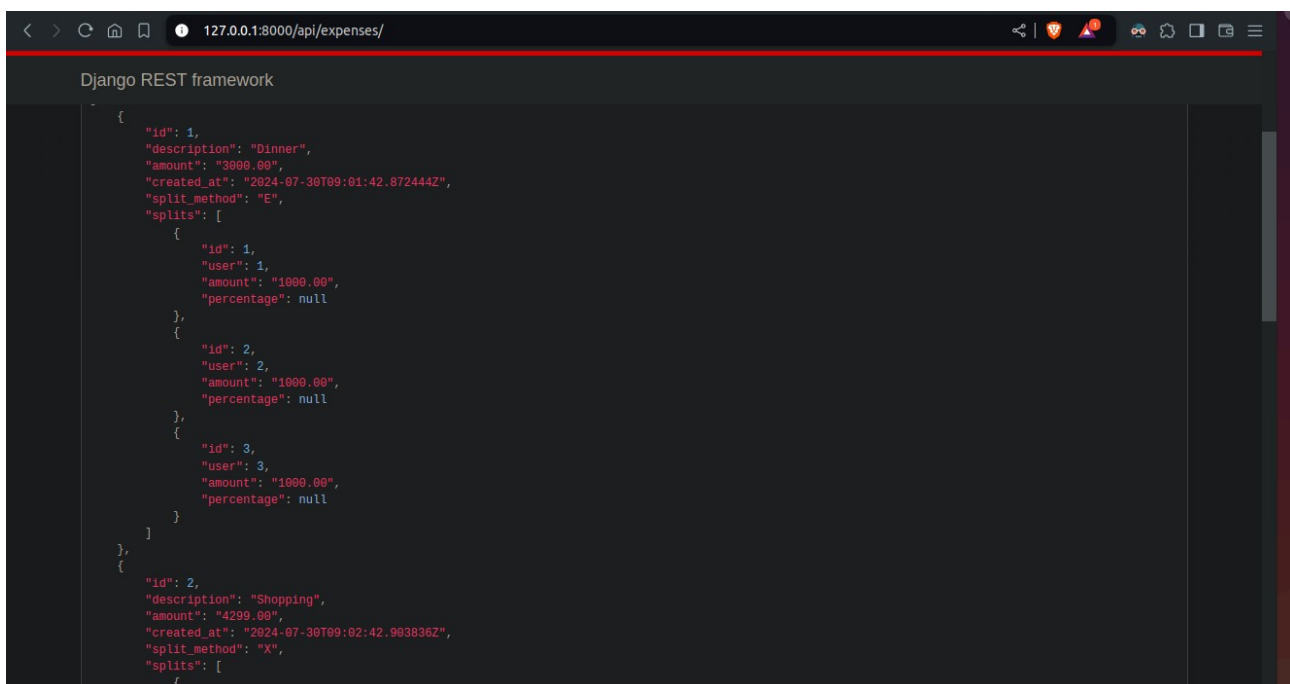 127.0.0.1:8000/api/expenses/
Django REST framework
{
"id": 1,
"description": "Dinner",
"amount": "3000.00",
"created_at": "2024-07-30T09:01:42.872444Z",
"split_method": "E",
"splits": [
{
"id": 1,
"user": 1,
"amount": "1000.00",
"percentage": null
},
{
"id": 2,
"user": 2,
"amount": "1000.00",
"percentage": null
},
{
"id": 3,
"user": 3,
"amount": "1000.00",
"percentage": null
}
]
},
{
"id": 2,
"description": "Shopping",
"amount": "4299.00",
"created_at": "2024-07-30T09:02:42.903836Z",
"split_method": "X",
"splits": [
{